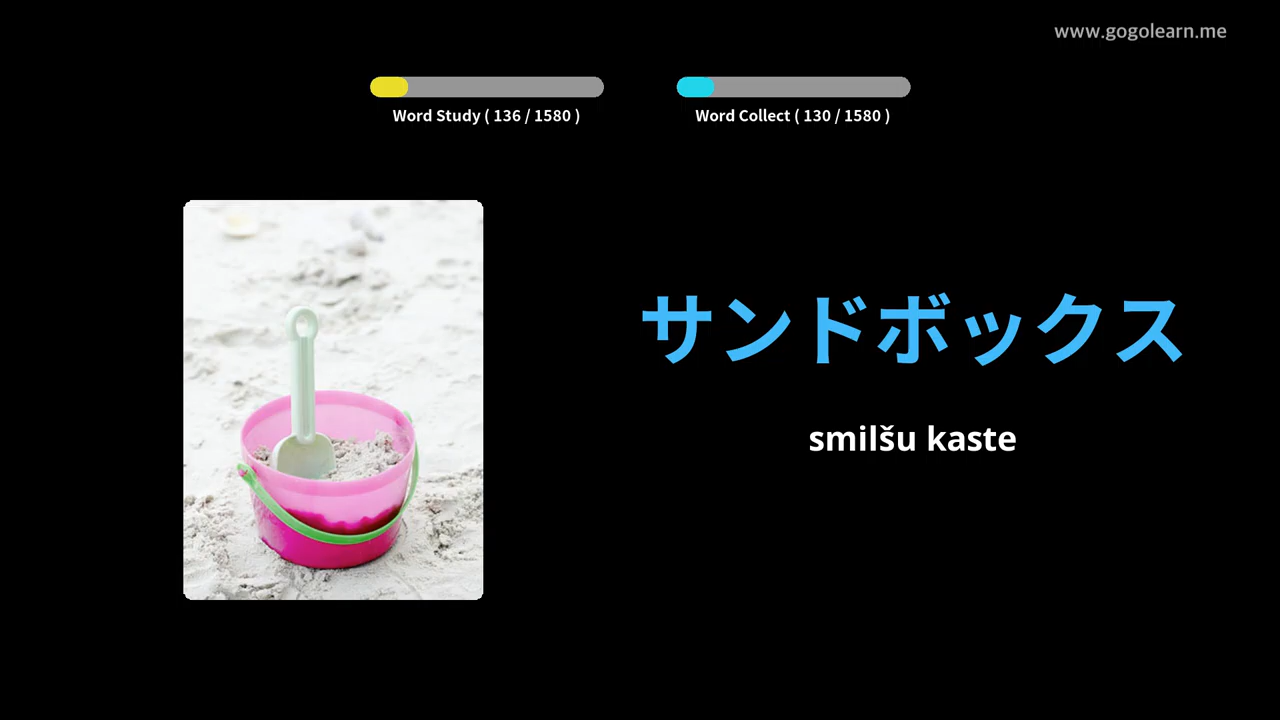 www.gogolearn.me
Word Study ( 136 / 1580 )
Word Collect ( 130 / 1580 )
サンドボックス
smilšu kaste